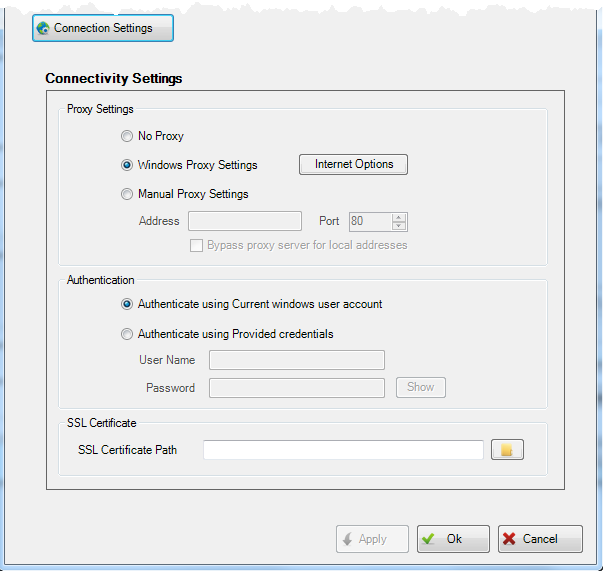 Connection Settings
Connectivity Settings
Proxy Settings
No Proxy
Windows Proxy Settings Internet Options
Manual Proxy Settings
Address Port 80
Bypass proxy server for local addresses
Authentication
Authenticate using Current windows user account
Authenticate using Provided credentials
User Name
Password Show
SSL Certificate
SSL Certificate Path
Apply Ok Cancel